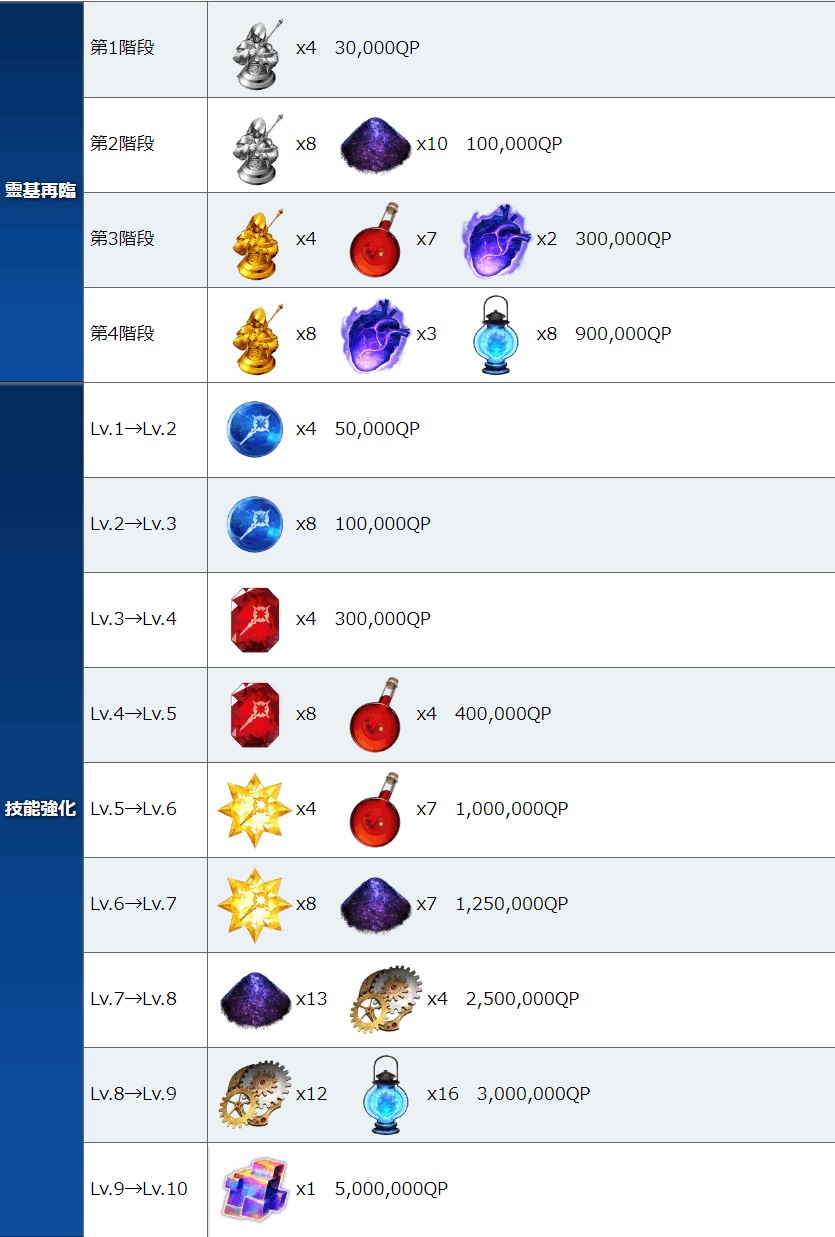 靈基再臨
第1階段 x4 30,000QP
第2階段 x8 x10 100,000QP
第3階段 x4 x7 x2 300,000QP
第4階段 x8 x3 x8 900,000QP
技能強化
Lv.1→Lv.2 x4 50,000QP
Lv.2→Lv.3 x8 100,000QP
Lv.3→Lv.4 x4 300,000QP
Lv.4→Lv.5 x8 x4 400,000QP
Lv.5→Lv.6 x4 x7 1,000,000QP
Lv.6→Lv.7 x8 x7 1,250,000QP
Lv.7→Lv.8 x13 x4 2,500,000QP
Lv.8→Lv.9 x12 x16 3,000,000QP
Lv.9→Lv.10 x1 5,000,000QP